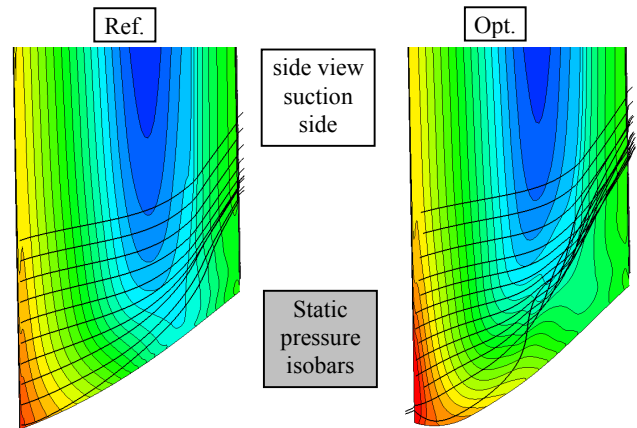 Ref.
Opt.
side view
suction
side
Static
pressure
isobars